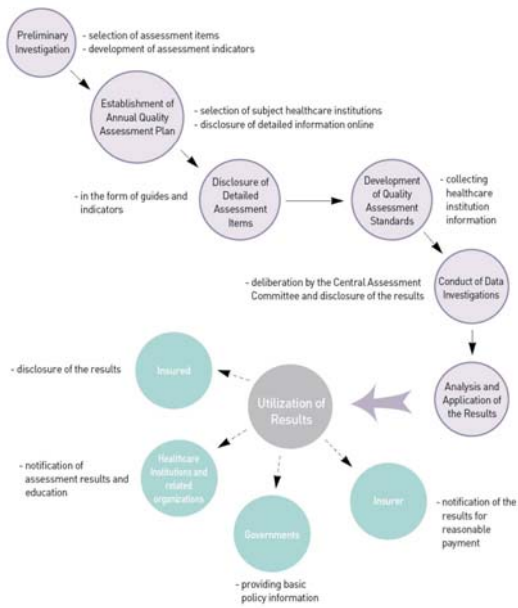 Preliminary
Investigation
- selection of assessment items
- development of assessment indicators
Establishment of
Annual Quality
Assessment Plan
- selection of subject healthcare institutions
- disclosure of detailed information online
- in the form of guides and
indicators
Disclosure of
Detailed
Assessment
Items
Development of
Quality
Assessment
Standards
- collecting
healthcare
institution
information
- deliberation by the Central Assessment
Committee and disclosure of the results
Conduct of Data
Investigations
Analysis and
Application of
the Results
Utilization of
Results
- disclosure of the results
Insured
- notification of
assessment results and
education
Healthcare
Institutions and
related
organizations
Governments
- providing basic
policy information
Insurer
- notification of the
results for
reasonable
payment